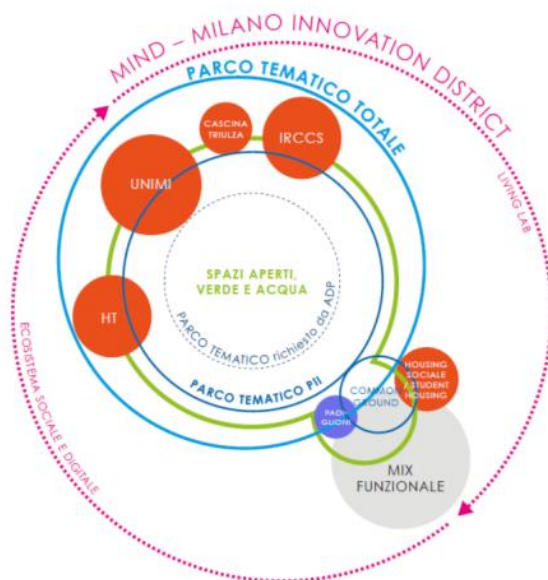 MIND – MILANO INNOVATION DISTRICT
PARCO TEMATICO TOTALE
CASCINA
TRIULZA
IRCCS
UNIMI
LIVING LAB
SPAZI APERTI,
VERDE E ACQUA
HT
PARCO TEMATICO richiesto da ADP
PARCO TEMATICO PII
ECOSISTEMA SOCIALE E DIGITALE
HOUSING
SOCIALE
/ STUDENT
HOUSING
COMMON
GROUND
PADI
GLIONI
MIX
FUNZIONALE